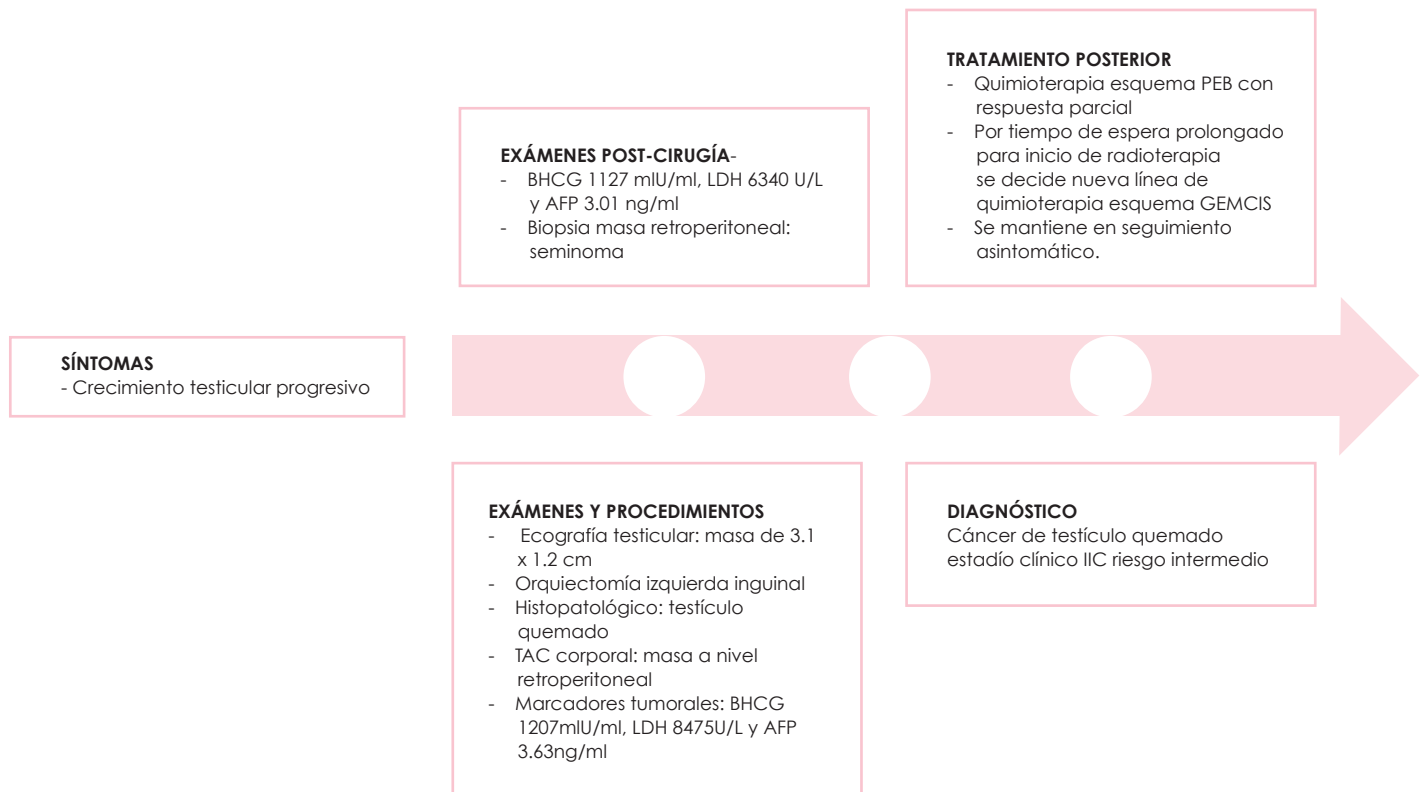 SÍNTOMAS
- Crecimiento testicular progresivo
EXÁMENES Y PROCEDIMIENTOS
- Ecografía testicular: masa de 3.1
x 1.2 cm
- Orquiectomía izquierda inguinal
- Histopatológico: testículo
quemado
- TAC corporal: masa a nivel
retroperitoneal
- Marcadores tumorales: BHCG
1207mlU/ml, LDH 8475U/L y AFP
3.63ng/ml
EXÁMENES POST-CIRUGÍA-
- BHCG 1127 mlU/ml, LDH 6340 U/L
y AFP 3.01 ng/ml
- Biopsia masa retroperitoneal:
seminoma
DIAGNÓSTICO
Cáncer de testículo quemado
estadío clínico IIC riesgo intermedio
TRATAMIENTO POSTERIOR
- Quimioterapia esquema PEB con
respuesta parcial
- Por tiempo de espera prolongado
para inicio de radioterapia
se decide nueva línea de
quimioterapia esquema GEMCIS
- Se mantiene en seguimiento
asintomático.